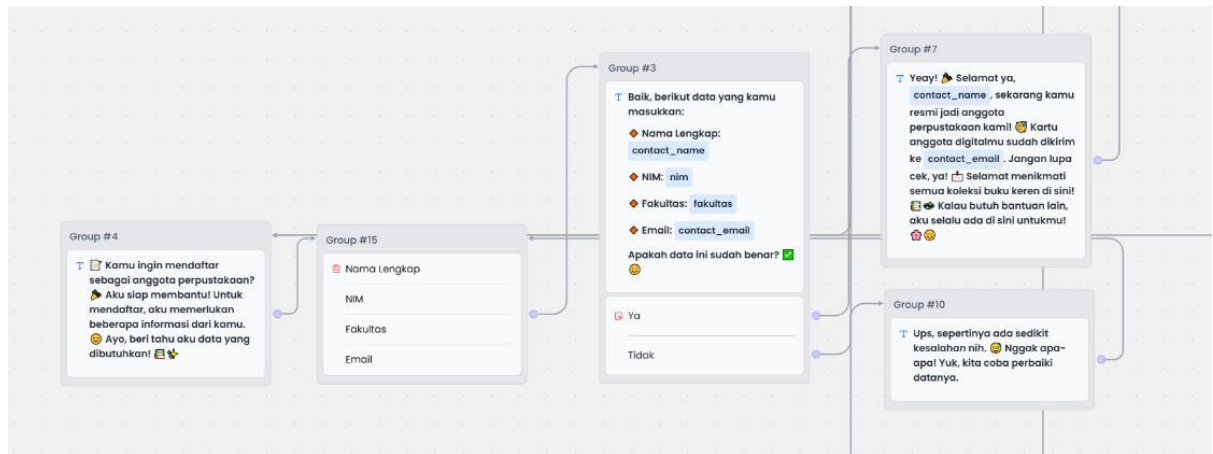 Group #4
📝 Kamu ingin mendaftar
sebagai anggota perpustakaan?
🎉 Aku siap membantu! Untuk
mendaftar, aku memerlukan
beberapa informasi dari kamu.
😊 Ayo, beri tahu aku data yang
dibutuhkan! 📒✨
Group #15
Nama Lengkap
NIM
Fakultas
Email
Group #3
Baik, berikut data yang kamu
masukkan:
🔸 Nama Lengkap:
contact_name
🔸 NIM: nim
🔸 Fakultas: fakultas
🔸 Email: contact_email
Apakah data ini sudah benar? ✅
😊
Ya
Tidak
Group #7
Yeay! 🎉 Selamat ya,
contact_name , sekarang kamu
resmi jadi anggota
perpustakaan kami! 🥳 Kartu
anggota digitalmu sudah dikirim
ke contact_email . Jangan lupa
cek, ya! 📩 Selamat menikmati
semua koleksi buku keren di sini!
Kalau butuh bantuan lain,
aku selalu ada di sini untukmu!
🌸😊
Group #10
Ups, sepertinya ada sedikit
kesalahan nih. 😅 Nggak apa-
apa! Yuk, kita coba perbaiki
datanya.